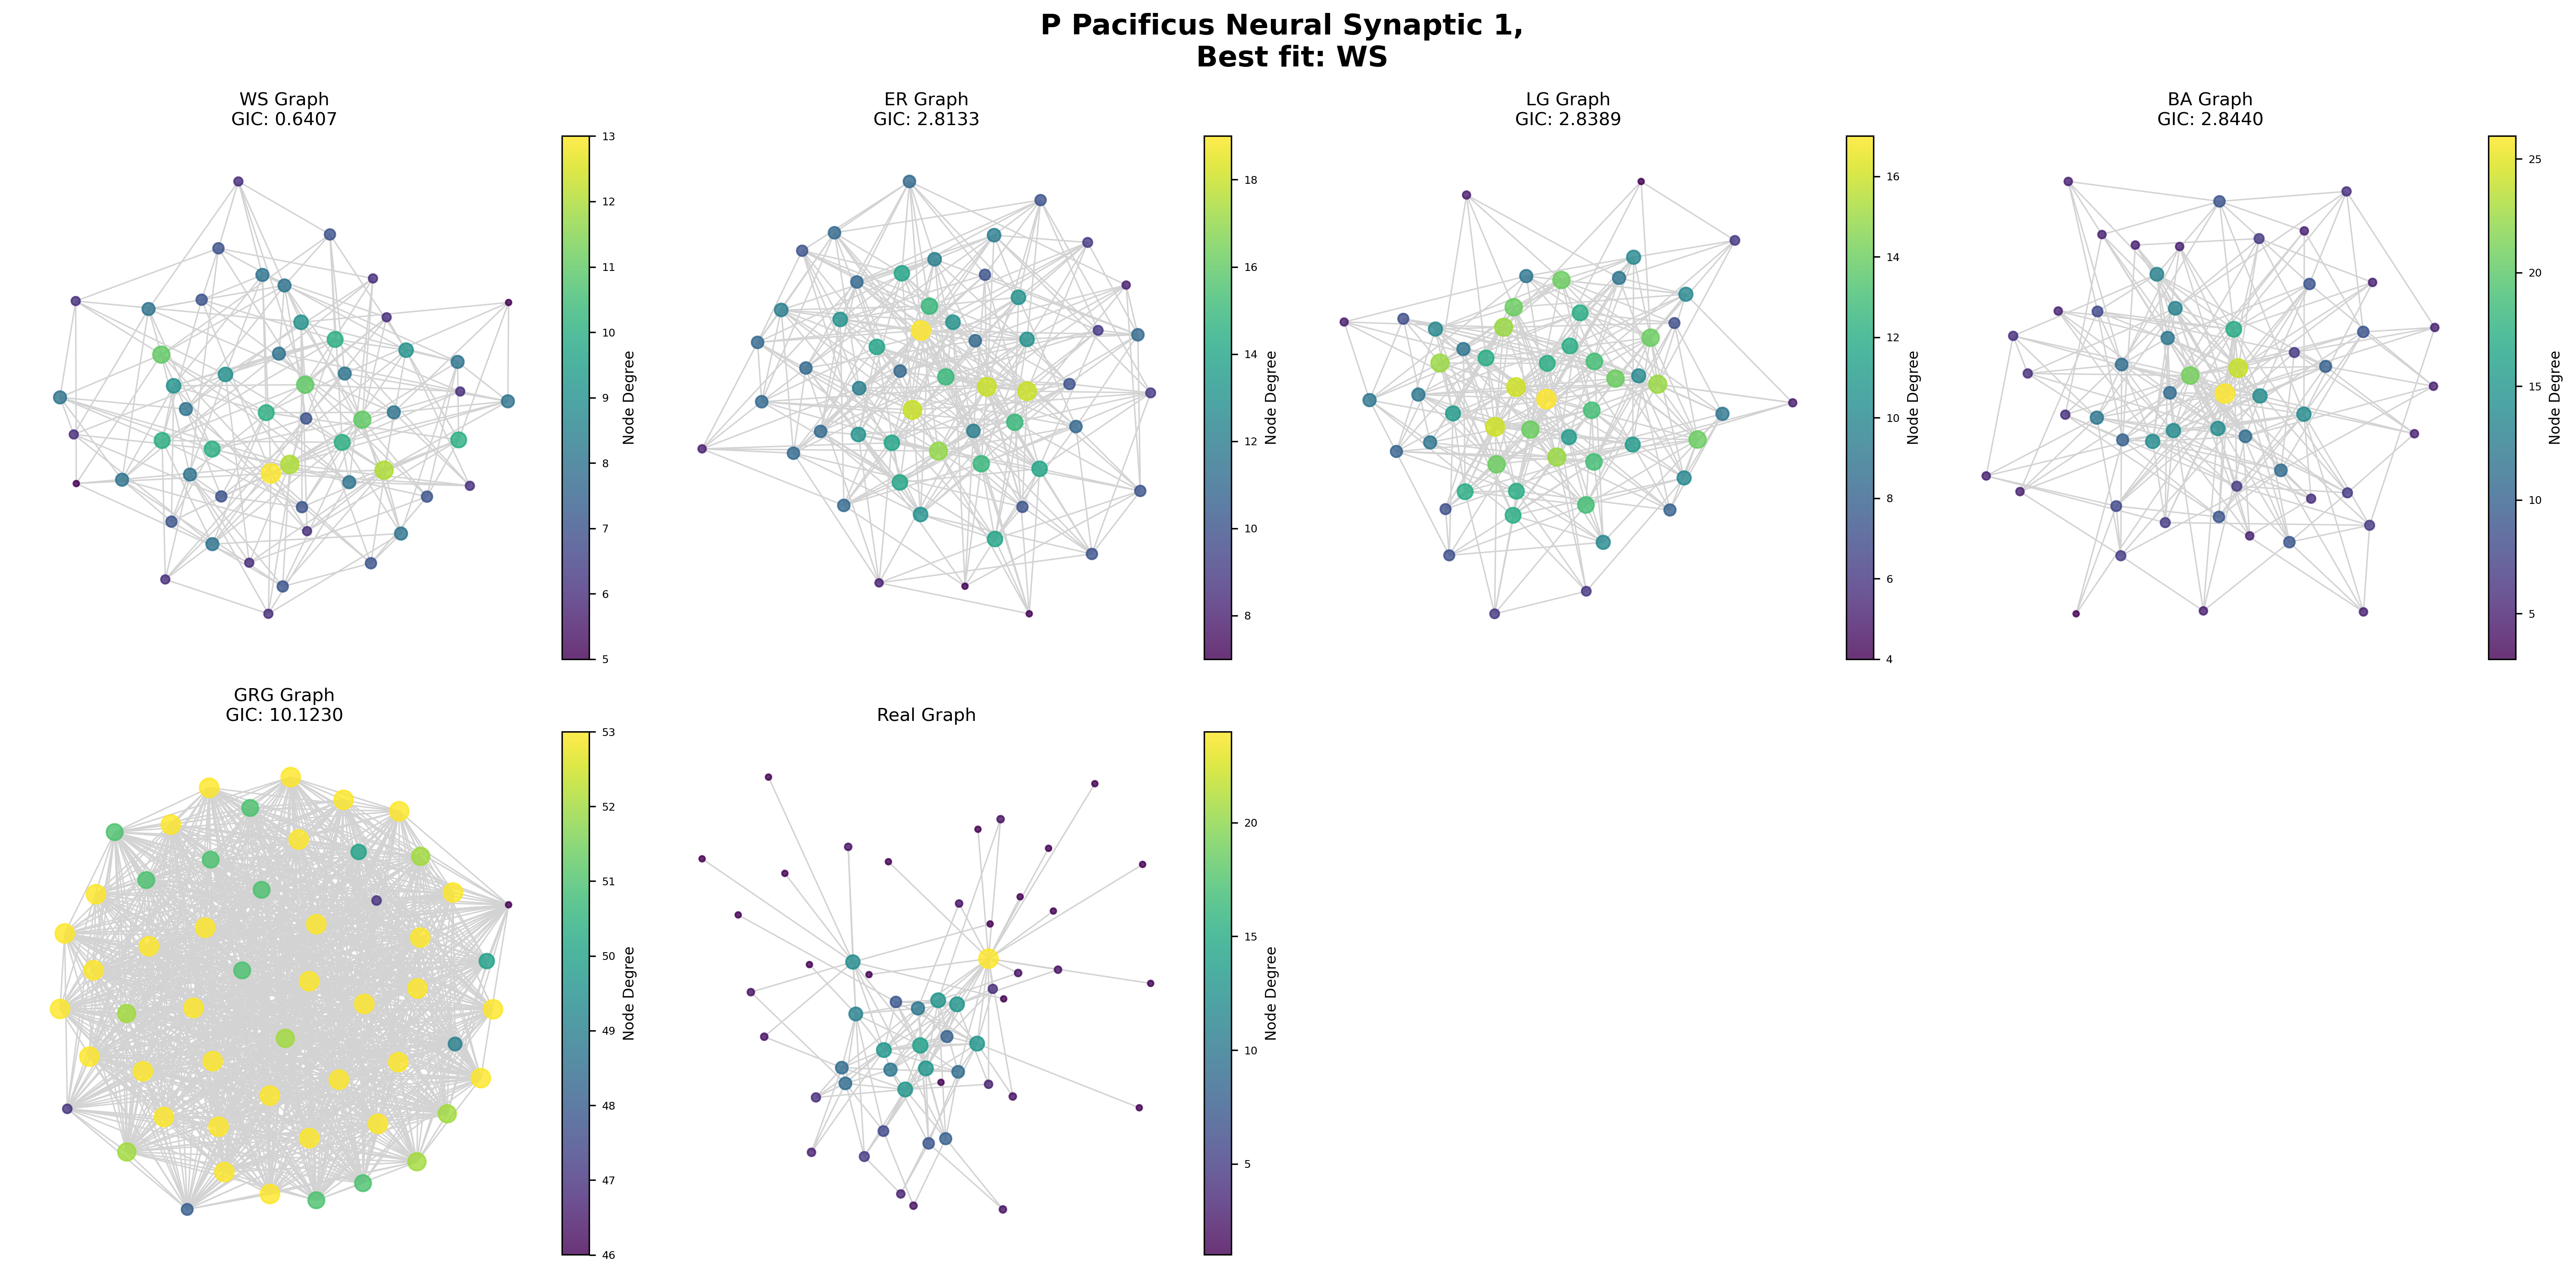 P Pacificus Neural Synaptic 1,
Best fit: WS
WS Graph
GIC: 0.6407
13
12
11
10
9
8
7
6
5
Node Degree
ER Graph
GIC: 2.8133
18
16
14
12
10
8
Node Degree
LG Graph
GIC: 2.8389
16
14
12
10
8
6
4
Node Degree
BA Graph
GIC: 2.8440
25
20
15
10
5
Node Degree
GRG Graph
GIC: 10.1230
53
52
51
50
49
48
47
46
Node Degree
Real Graph
20
15
10
5
Node Degree